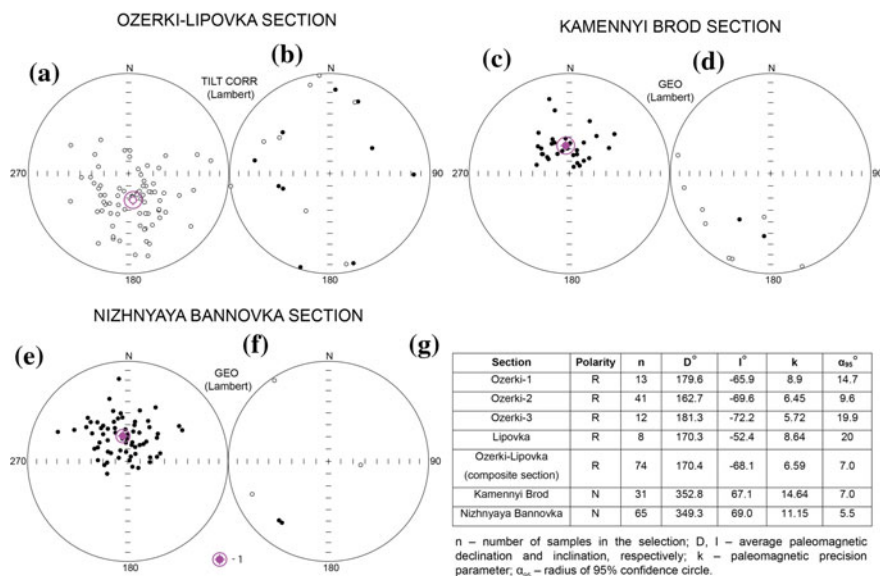 OZERKI-LIPOVKA SECTION
KAMENNYI BROD SECTION
(a)
(b)
(c)
(d)
N
TILT CORR
(Lambert)
N
GEO
(Lambert)
270
90
270
90
180
180
NIZHNYAYA BANNOVKA SECTION
(e)
(f)
(g)
N
GEO
(Lambert)
270
90
180
- 1
Section Polarity n D° I° k α95°
Ozerki-1 R 13 179.6 -65.9 8.9 14.7
Ozerki-2 R 41 162.7 -69.6 6.45 9.6
Ozerki-3 R 12 181.3 -72.2 5.72 19.9
Lipovka R 8 170.3 -52.4 8.64 20
Ozerki-Lipovka
(composite section) R 74 170.4 -68.1 6.59 7.0
Kamennyi Brod N 31 352.8 67.1 14.64 7.0
Nizhnyaya Bannovka N 65 349.3 69.0 11.15 5.5
n – number of samples in the selection; D, I – average paleomagnetic
declination and inclination, respectively; k – paleomagnetic precision
parameter; α95 – radius of 95% confidence circle.